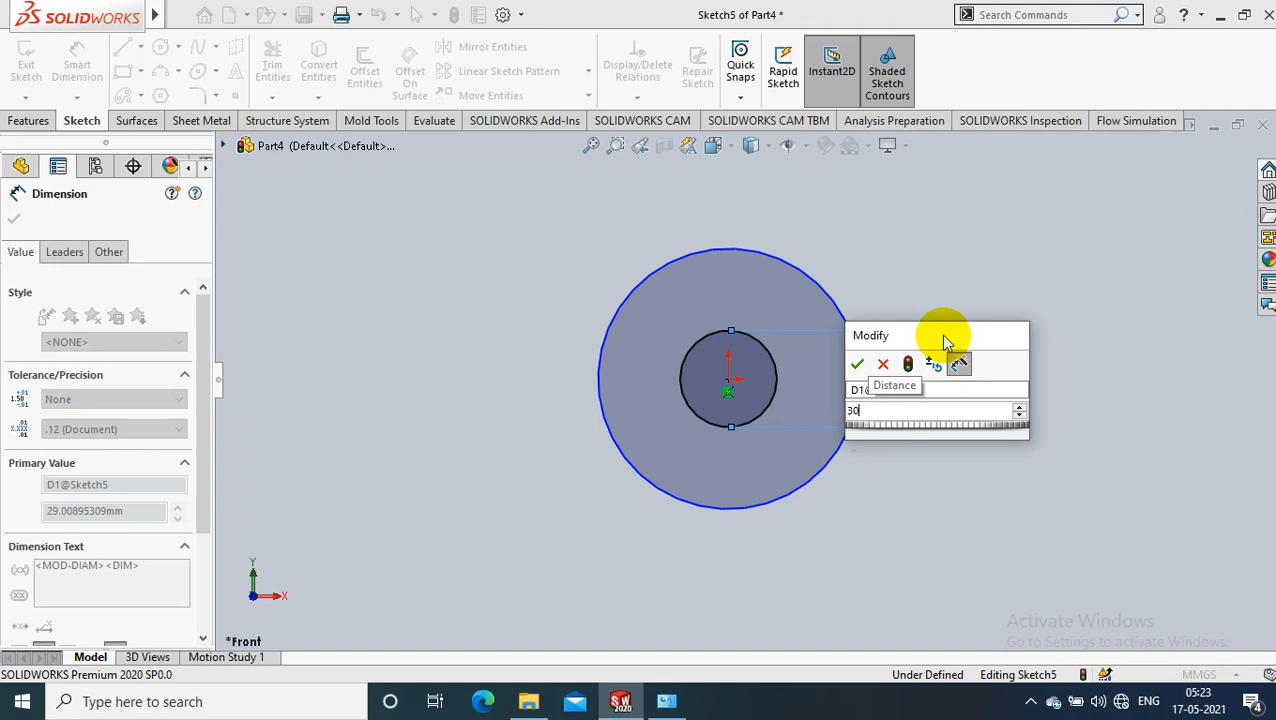 SOLIDWORKS
Sketch5 of Part4 *
Search Commands
?
Exit Sketch
Smart Dimension
Trim Entities
Convert Entities
Offset Entities
Offset On Surface
Mirror Entities
Linear Sketch Pattern
Move Entities
Display/Delete Relations
Repair Sketch
Quick Snaps
Rapid Sketch
Instant2D
Shaded Sketch Contours
Features
Sketch
Surfaces
Sheet Metal
Structure System
Mold Tools
Evaluate
SOLIDWORKS Add-Ins
SOLIDWORKS CAM
SOLIDWORKS CAM TBM
Analysis Preparation
SOLIDWORKS Inspection
Flow Simulation
Part4 (Default<<Default>...
Dimension
Value
Leaders
Other
Style
<NONE>
Tolerance/Precision
1.50
None
.12 (Document)
Primary Value
D1@Sketch5
29.00895309mm
Dimension Text
<MOD-DIAM><DIM>
Modify
Distance
D1@
30
Y
X
*Front
Activate Windows
Go to Settings to activate Windows.
Model
3D Views
Motion Study 1
SOLIDWORKS Premium 2020 SP0.0
Under Defined
Editing Sketch5
MMGS
Type here to search
SW
2020
ENG
05:23
17-05-2021
4